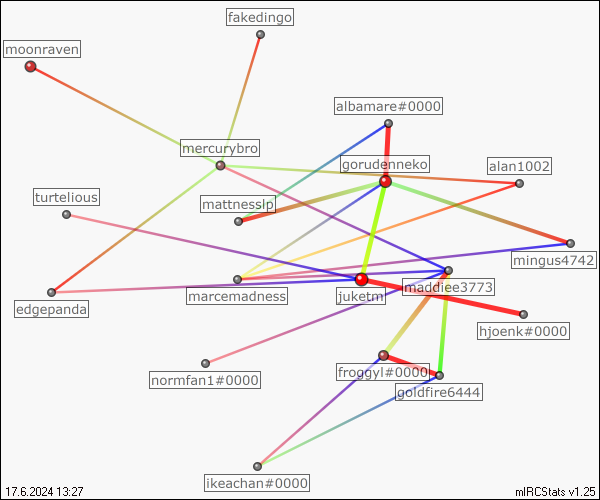 fakedingo
moonraven
albamare#0000
mercurybro
gorudenneko
alan1002
turtelious
mattnesslp
mingus4742
edgepanda
marcemadness
juketm
maddiee3773
hjoenk#0000
normfan1#0000
froggyl#0000
goldfire6444
ikeachan#0000
17.6.2024 13:27
mIRCStats v1.25